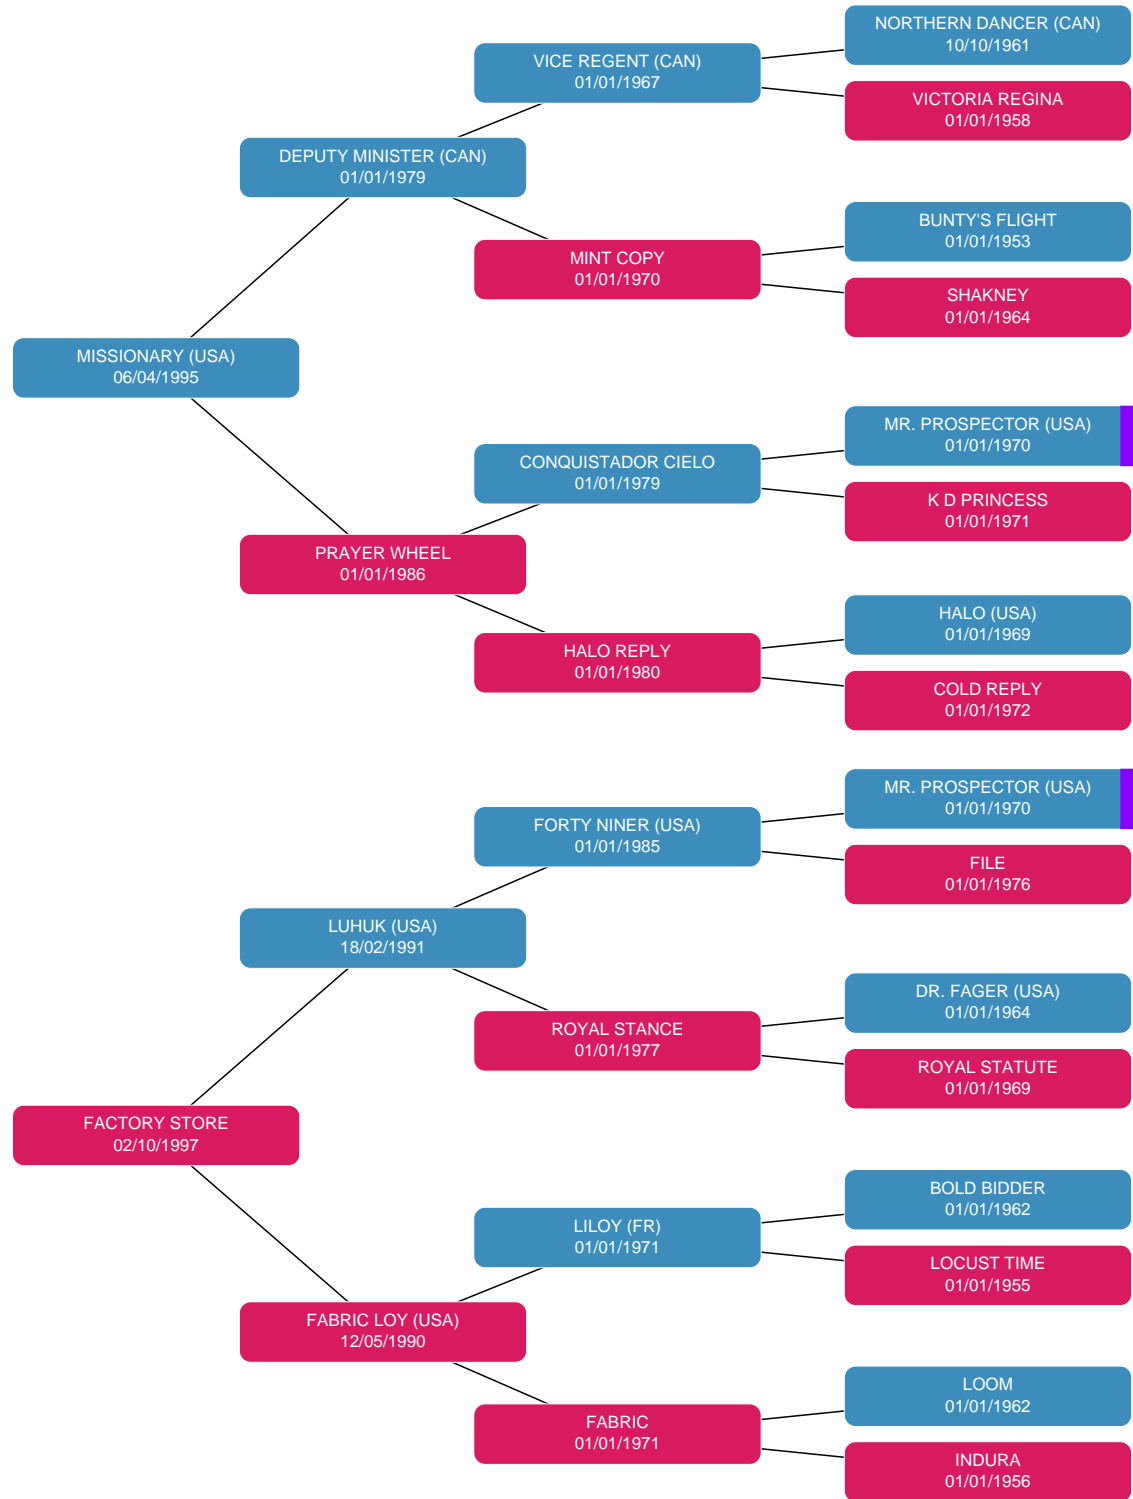 NORTHERN DANCER (CAN)
10/10/1961
VICE REGENT (CAN)
01/01/1967
VICTORIA REGINA
01/01/1958
DEPUTY MINISTER (CAN)
01/01/1979
BUNTY'S FLIGHT
01/01/1953
MINT COPY
01/01/1970
SHAKNEY
01/01/1964
MISSIONARY (USA)
06/04/1995
MR. PROSPECTOR (USA)
01/01/1970
CONQUISTADOR CIELO
01/01/1979
K D PRINCESS
01/01/1971
PRAYER WHEEL
01/01/1986
HALO (USA)
01/01/1969
HALO REPLY
01/01/1980
COLD REPLY
01/01/1972
MR. PROSPECTOR (USA)
01/01/1970
FORTY NINER (USA)
01/01/1985
FILE
01/01/1976
LUHUK (USA)
18/02/1991
DR. FAGER (USA)
01/01/1964
ROYAL STANCE
01/01/1977
ROYAL STATUTE
01/01/1969
FACTORY STORE
02/10/1997
BOLD BIDDER
01/01/1962
LILOY (FR)
01/01/1971
LOCUST TIME
01/01/1955
FABRIC LOY (USA)
12/05/1990
LOOM
01/01/1962
FABRIC
01/01/1971
INDURA
01/01/1956